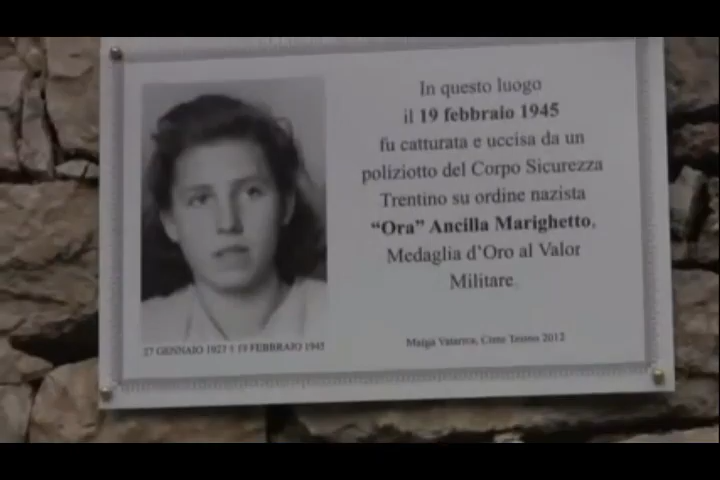 In questo luogo
il 19 febbraio 1945
fu catturata e uccisa da un
poliziotto del Corpo Sicurezza
Trentino su ordine nazista
“Ora” Ancilla Marighetto,
Medaglia d’Oro al Valor
Militare.
27 GENNAIO 1927 † 19 FEBBRAIO 1945
Malga Valarica, Cinte Tesino 2012